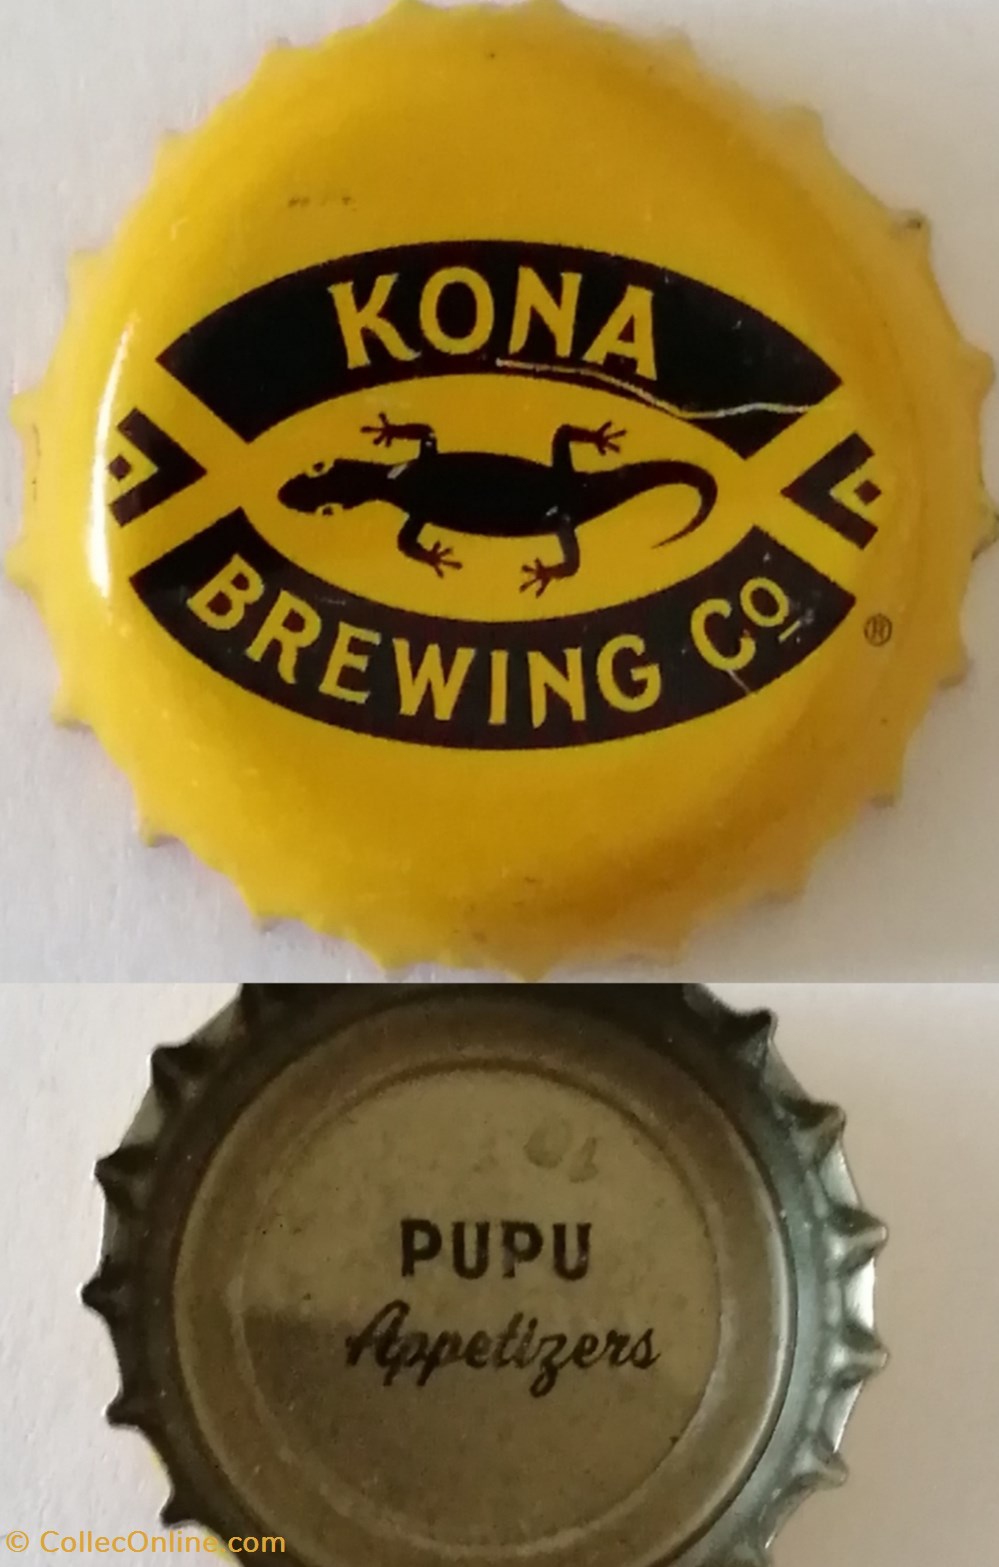 KONA
BREWING Co
®
PUPU
Appetizers
© CollecOnline.com